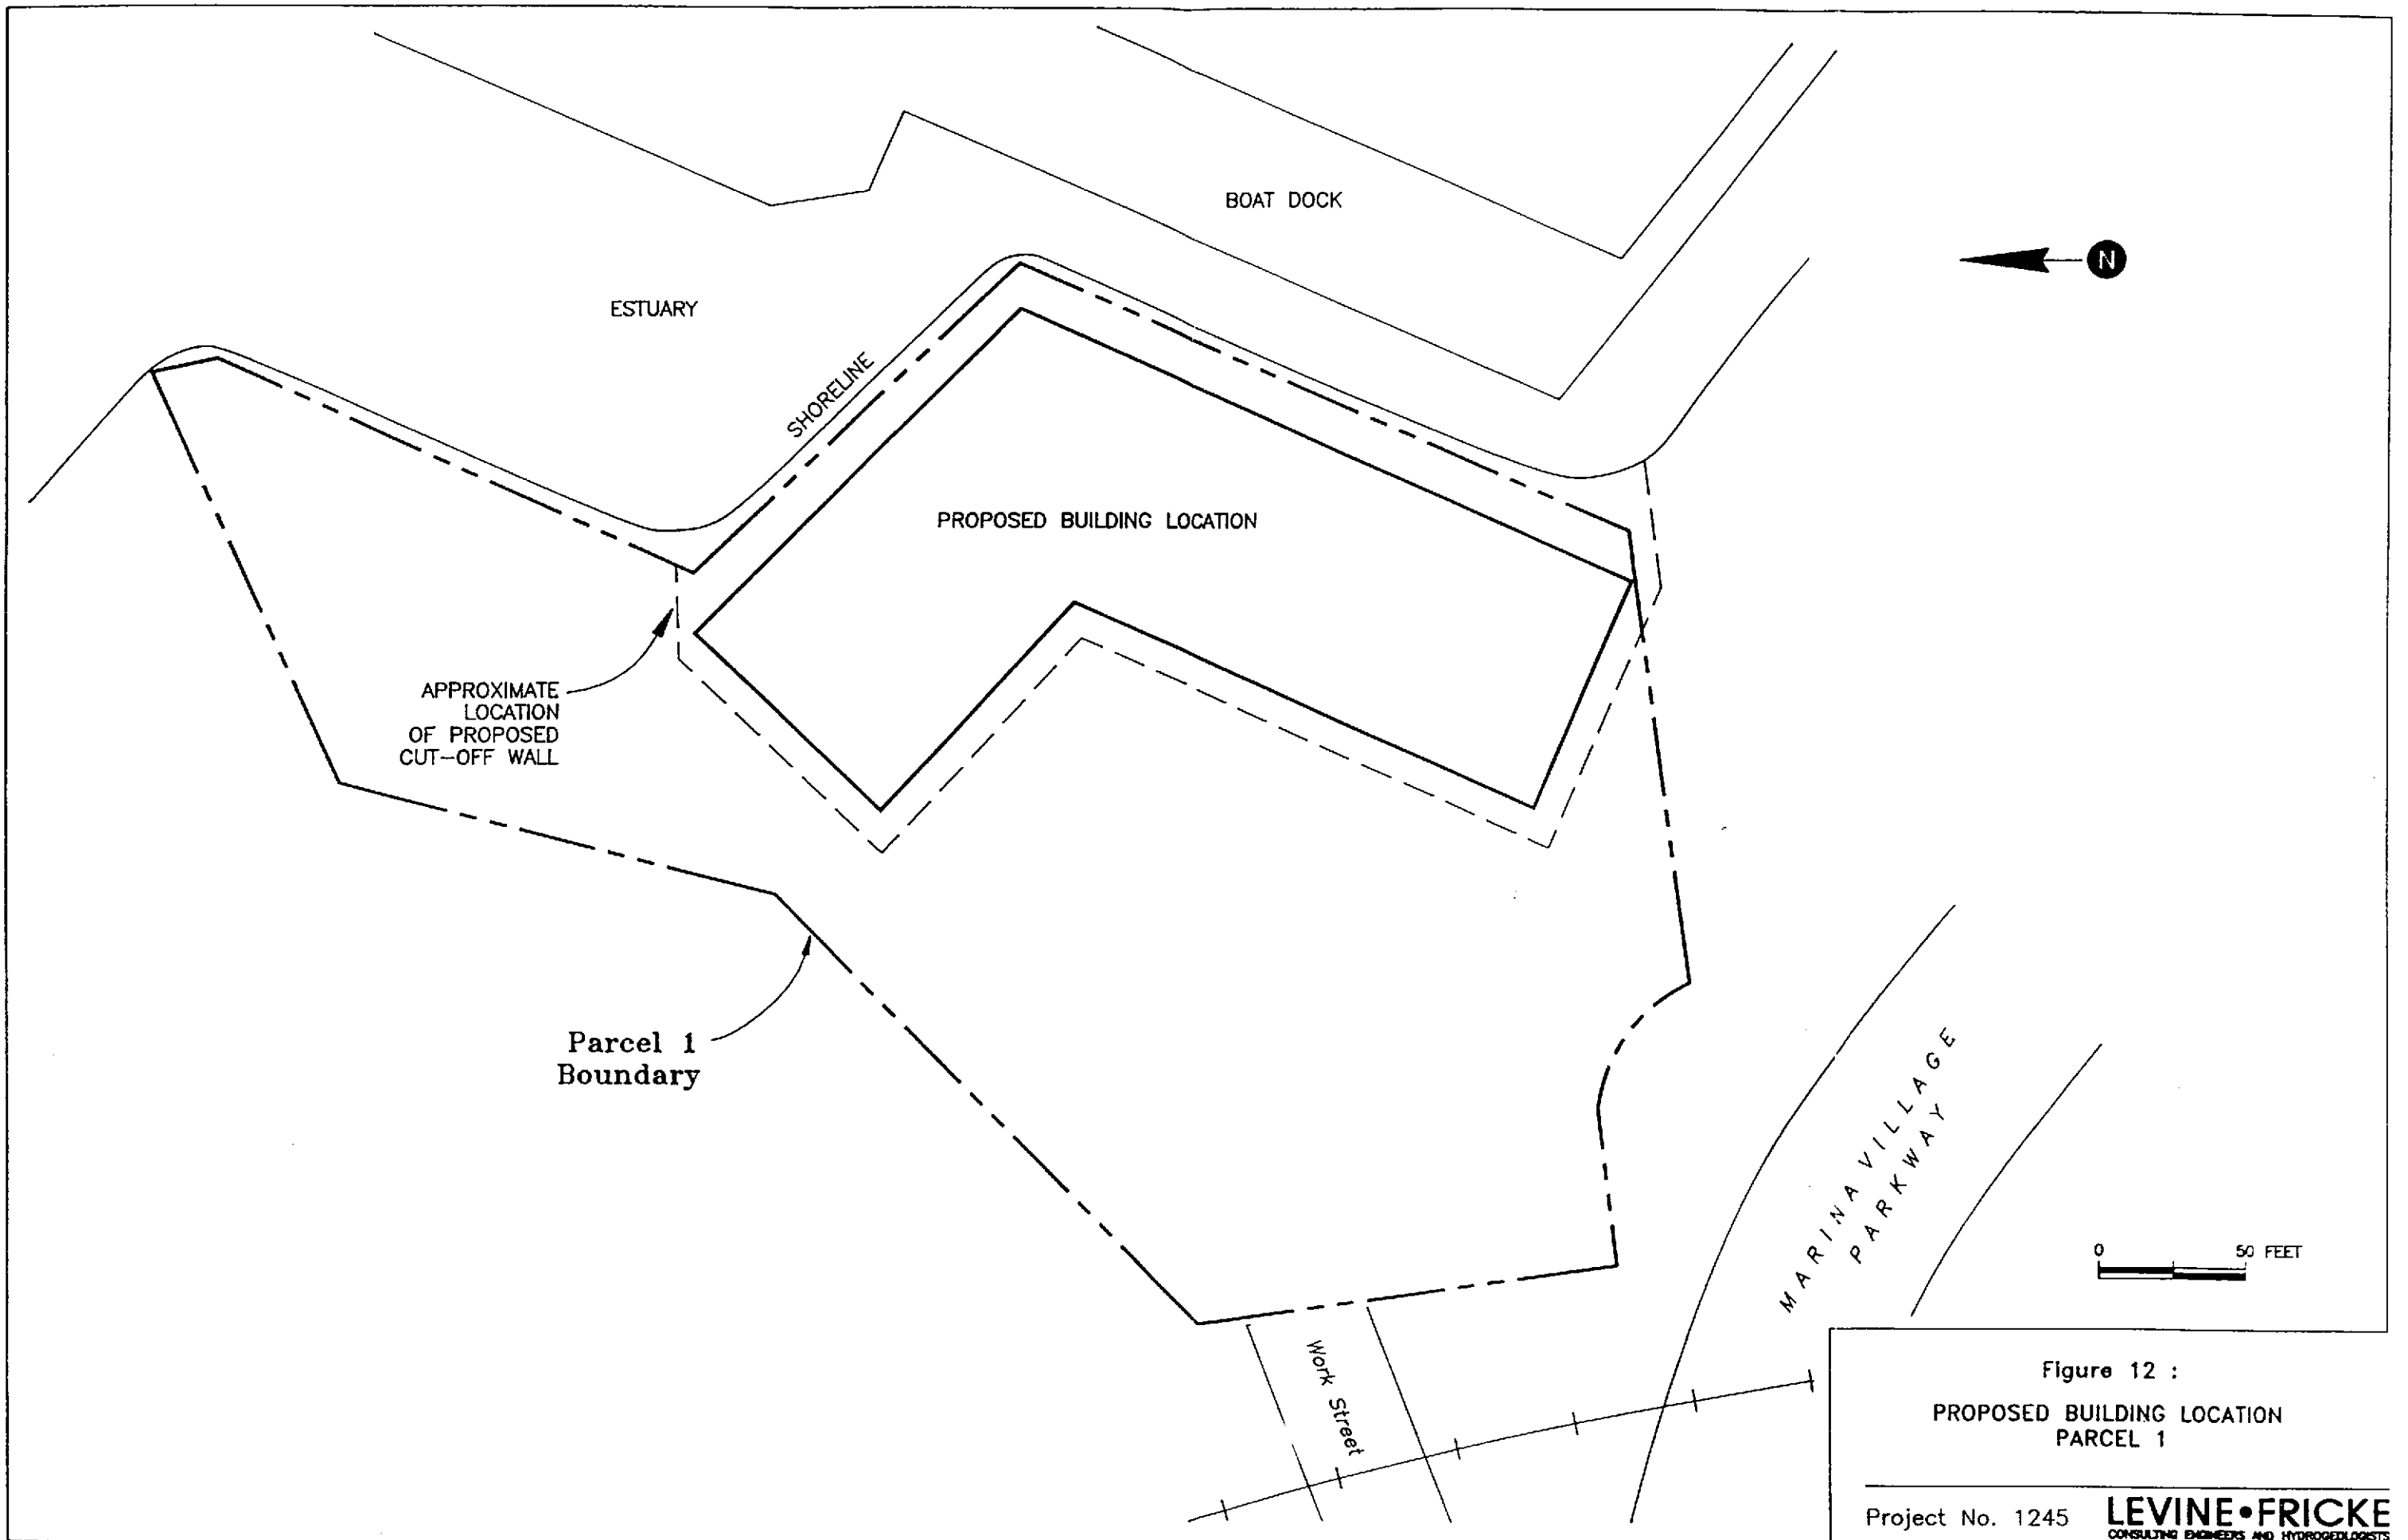 BOAT DOCK
N
ESTUARY
SHORELINE
PROPOSED BUILDING LOCATION
APPROXIMATE
LOCATION
OF PROPOSED
CUT-OFF WALL
Parcel 1
Boundary
MARINA VILLAGE
PARKWAY
0 50 FEET
Work Street
Figure 12 :
PROPOSED BUILDING LOCATION
PARCEL 1
Project No. 1245
LEVINE•FRICKE
CONSULTING ENGINEERS AND HYDROGEOLOGISTS